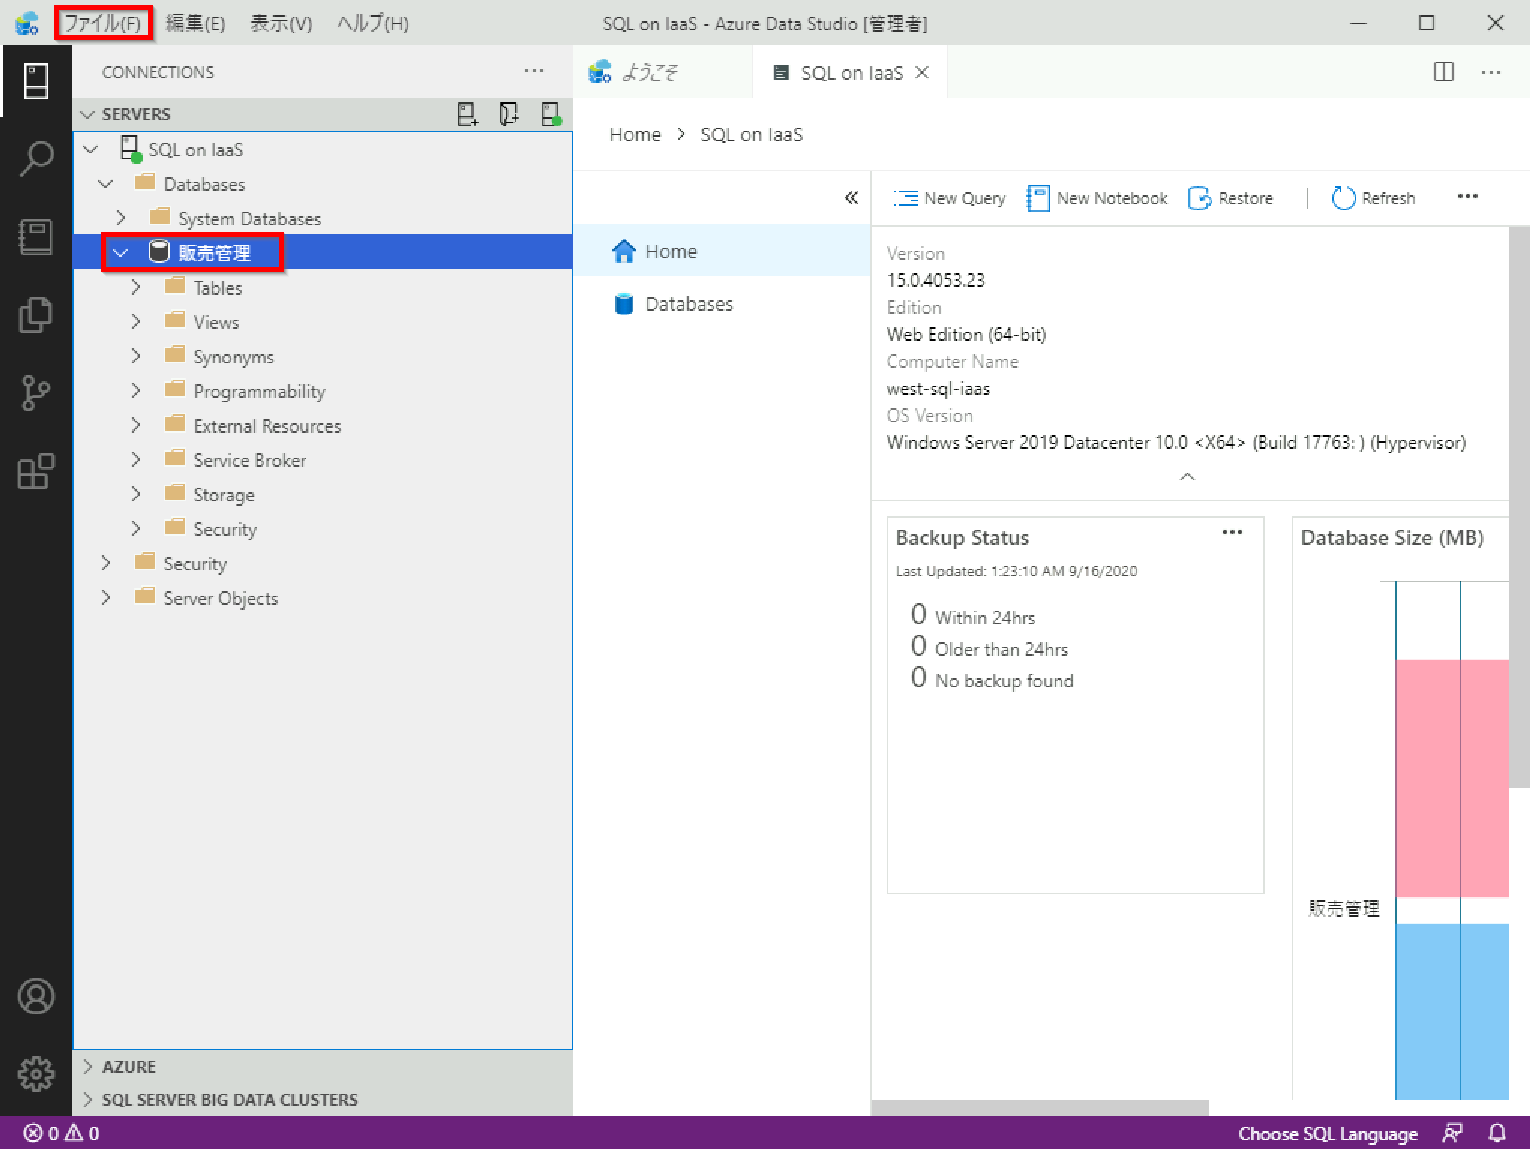 ファイル(F) 編集(E) 表示(V) ヘルプ(H) SQL on IaaS - Azure Data Studio [管理者]
CONNECTIONS
ようこそ
SQL on IaaS
SERVERS
SQL on IaaS
Databases
System Databases
販売管理
Tables
Views
Synonyms
Programmability
External Resources
Service Broker
Storage
Security
Security
Server Objects
AZURE
SQL SERVER BIG DATA CLUSTERS
Home > SQL on IaaS
Home
Databases
New Query New Notebook Restore Refresh
Version
15.0.4053.23
Edition
Web Edition (64-bit)
Computer Name
west-sql-iaas
OS Version
Windows Server 2019 Datacenter 10.0 <X64> (Build 17763: ) (Hypervisor)
Backup Status
Last Updated: 1:23:10 AM 9/16/2020
0 Within 24hrs
0 Older than 24hrs
0 No backup found
Database Size (MB)
販売管理
0 0
Choose SQL Language